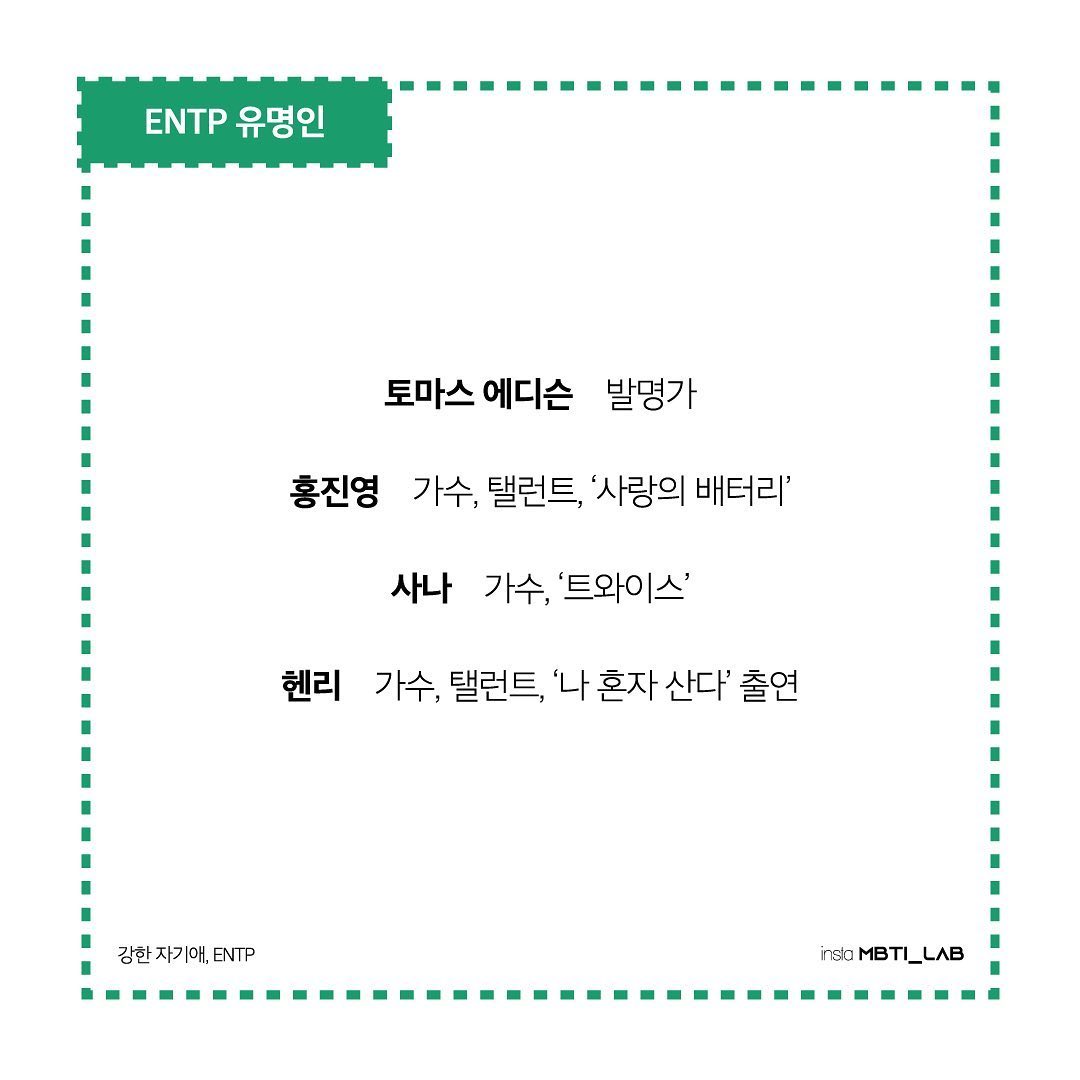 ENTP 유명인
토마스 에디슨 발명가
홍진영 가수, 탤런트, ‘사랑의 배터리’
사나 가수, ‘트와이스’
헨리 가수, 탤런트, ‘나 혼자 산다’ 출연
강한 자기애, ENTP
insta MBTI_LAB